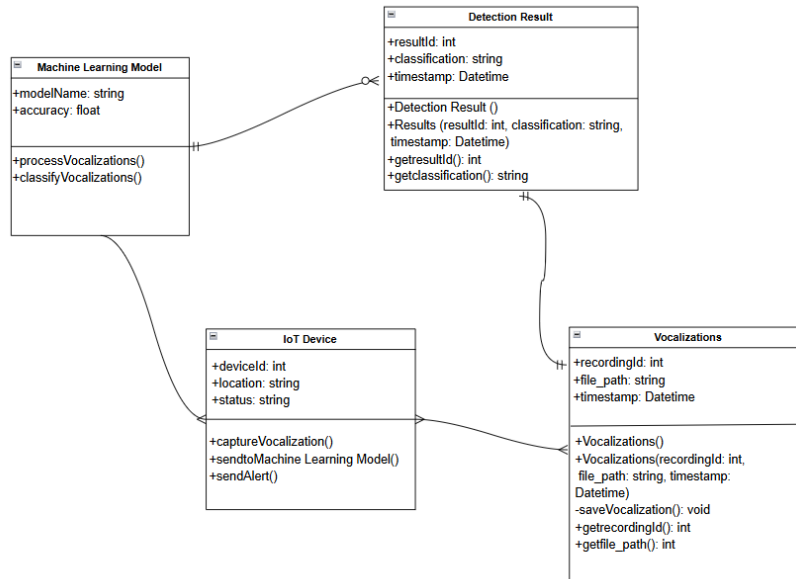 Detection Result
+resultId: int
+classification: string
+timestamp: Datetime
+Detection Result ()
+Results (resultId: int, classification: string,
timestamp: Datetime)
+getresultId(): int
+getclassification(): string
Machine Learning Model
+modelName: string
+accuracy: float
+processVocalizations()
+classifyVocalizations()
IoT Device
+deviceId: int
+location: string
+status: string
+captureVocalization()
+sendtoMachine Learning Model()
+sendAlert()
Vocalizations
+recordingId: int
+file_path: string
+timestamp: Datetime
+Vocalizations()
+Vocalizations(recordingId: int,
file_path: string, timestamp:
Datetime)
-saveVocalization(): void
+getrecordingId(): int
+getfile_path(): int